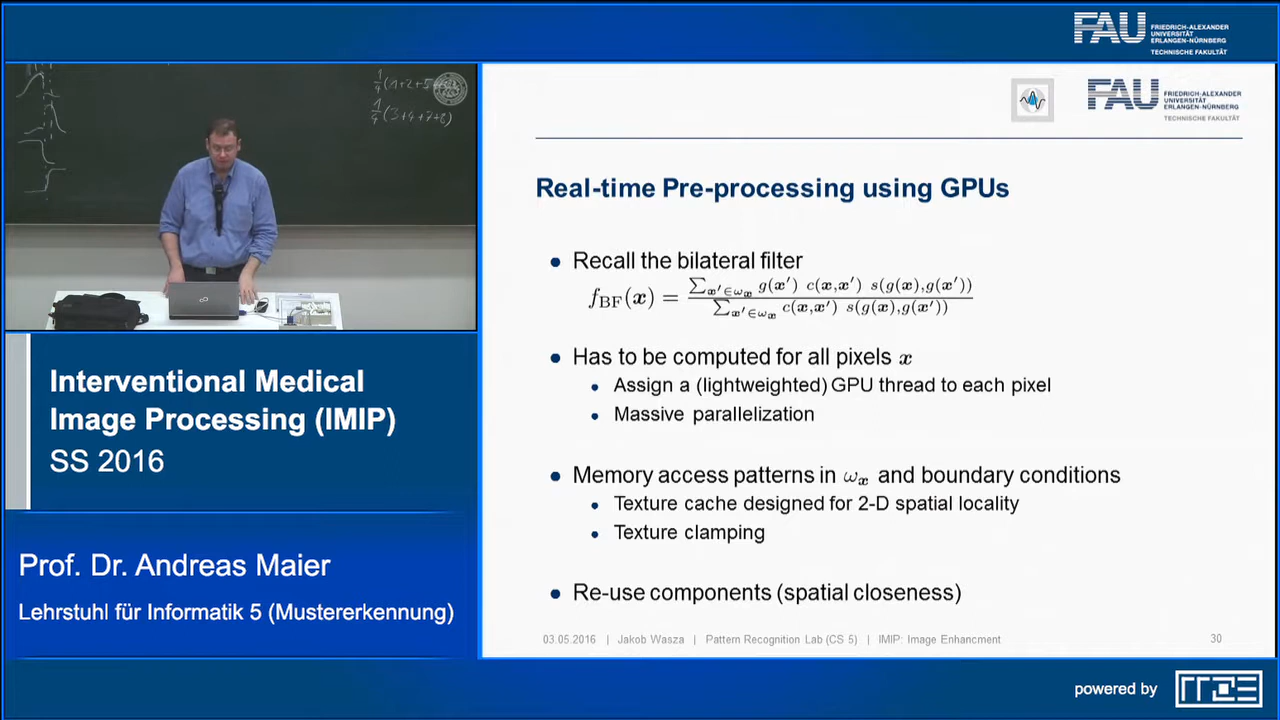 FAU
FRIEDRICH-ALEXANDER
UNIVERSITÄT
ERLANGEN-NÜRNBERG
TECHNISCHE FAKULTÄT
FAU
FRIEDRICH-ALEXANDER
UNIVERSITÄT
ERLANGEN-NÜRNBERG
TECHNISCHE FAKULTÄT
Real-time Pre-processing using GPUs
• Recall the bilateral filter
f_BF(x) = ∑_{x′∈ω_x} g(x′) c(x,x′) s(g(x),g(x′)) / ∑_{x′∈ω_x} c(x,x′) s(g(x),g(x′))
• Has to be computed for all pixels x
• Assign a (lightweighted) GPU thread to each pixel
• Massive parallelization
• Memory access patterns in ω_x and boundary conditions
• Texture cache designed for 2-D spatial locality
• Texture clamping
• Re-use components (spatial closeness)
03.05.2016 | Jakob Wasza | Pattern Recognition Lab (CS 5) | IMIP: Image Enhancment 30
Interventional Medical
Image Processing (IMIP)
SS 2016
Prof. Dr. Andreas Maier
Lehrstuhl für Informatik 5 (Mustererkennung)
powered by